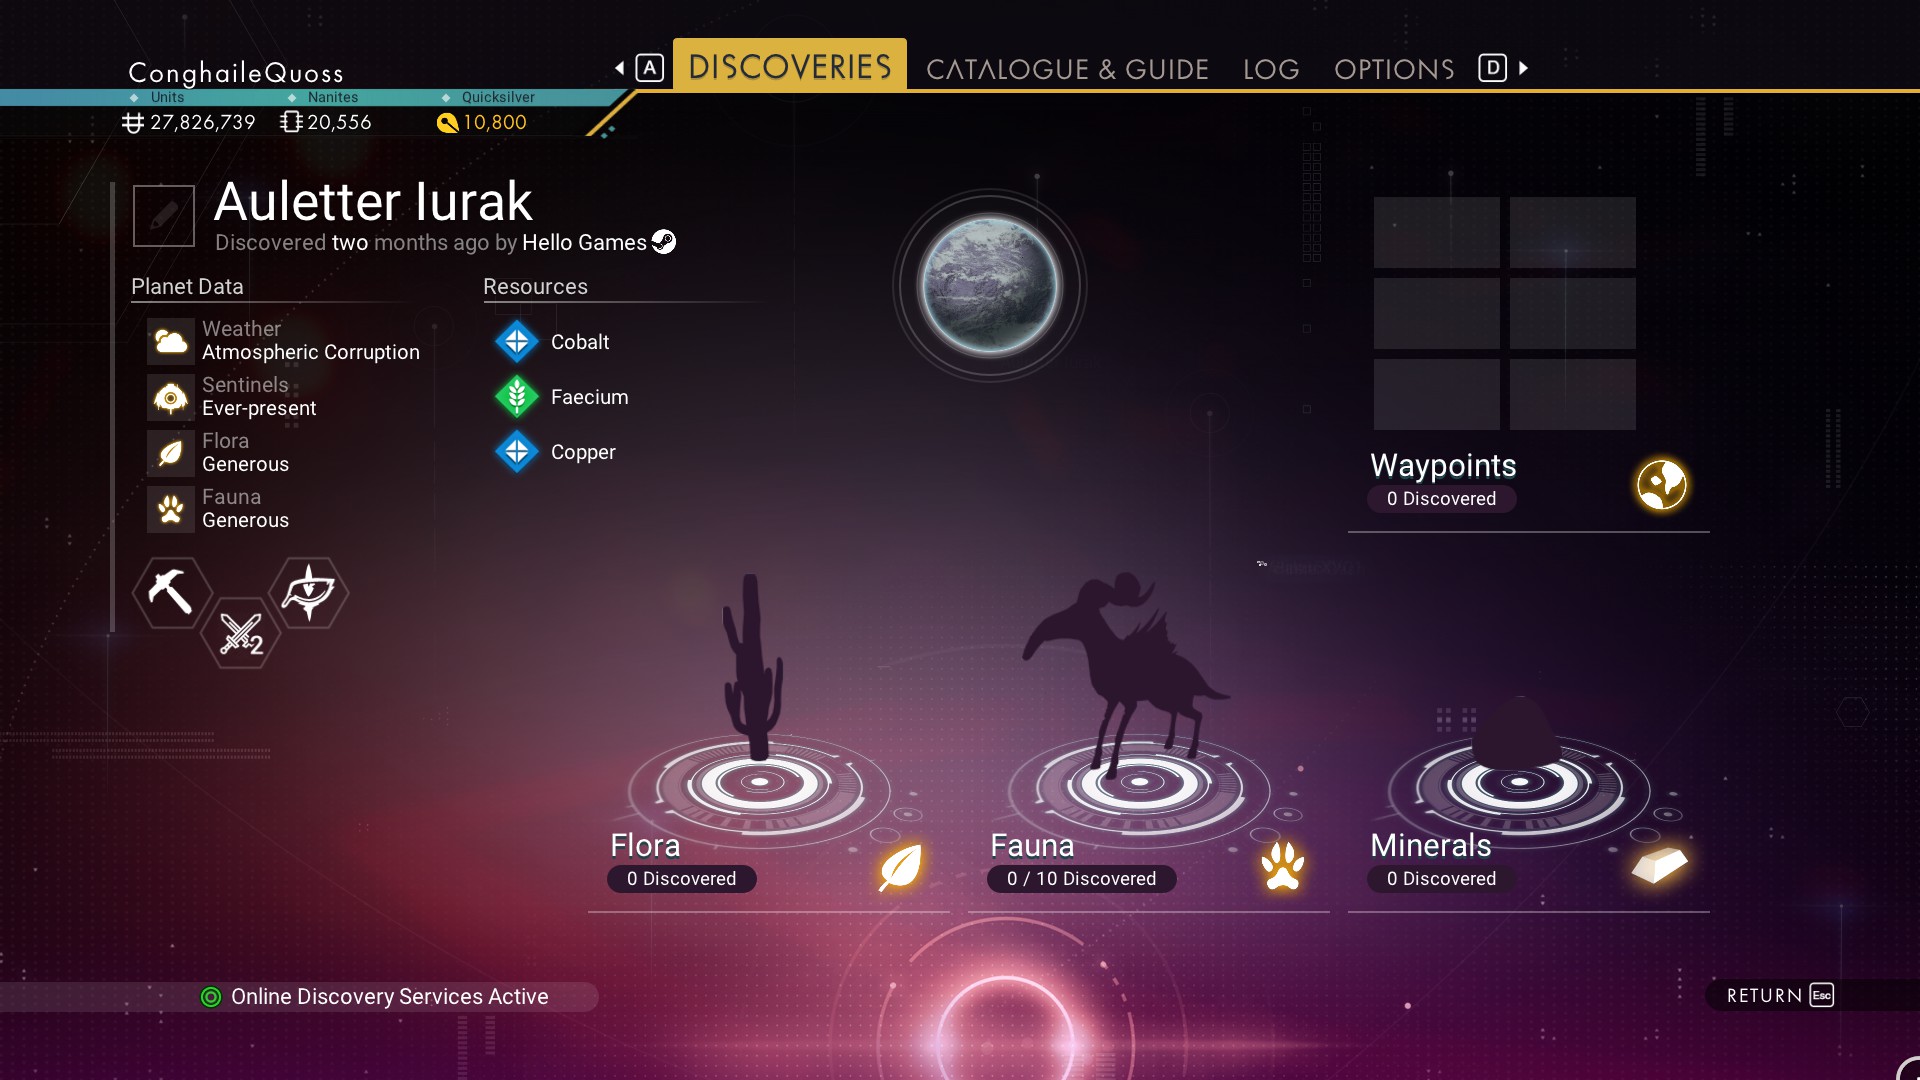 ConghaileQuoss
Units
Nanites
Quicksilver
27,826,739
20,556
10,800
A
DISCOVERIES
CATALOGUE & GUIDE
LOG
OPTIONS
D
Auletter Iurak
Discovered two months ago by Hello Games
Planet Data
Weather
Atmospheric Corruption
Sentinels
Ever-present
Flora
Generous
Fauna
Generous
2
Resources
Cobalt
Faecium
Copper
Waypoints
0 Discovered
Flora
0 Discovered
Fauna
0 / 10 Discovered
Minerals
0 Discovered
Online Discovery Services Active
RETURN Esc